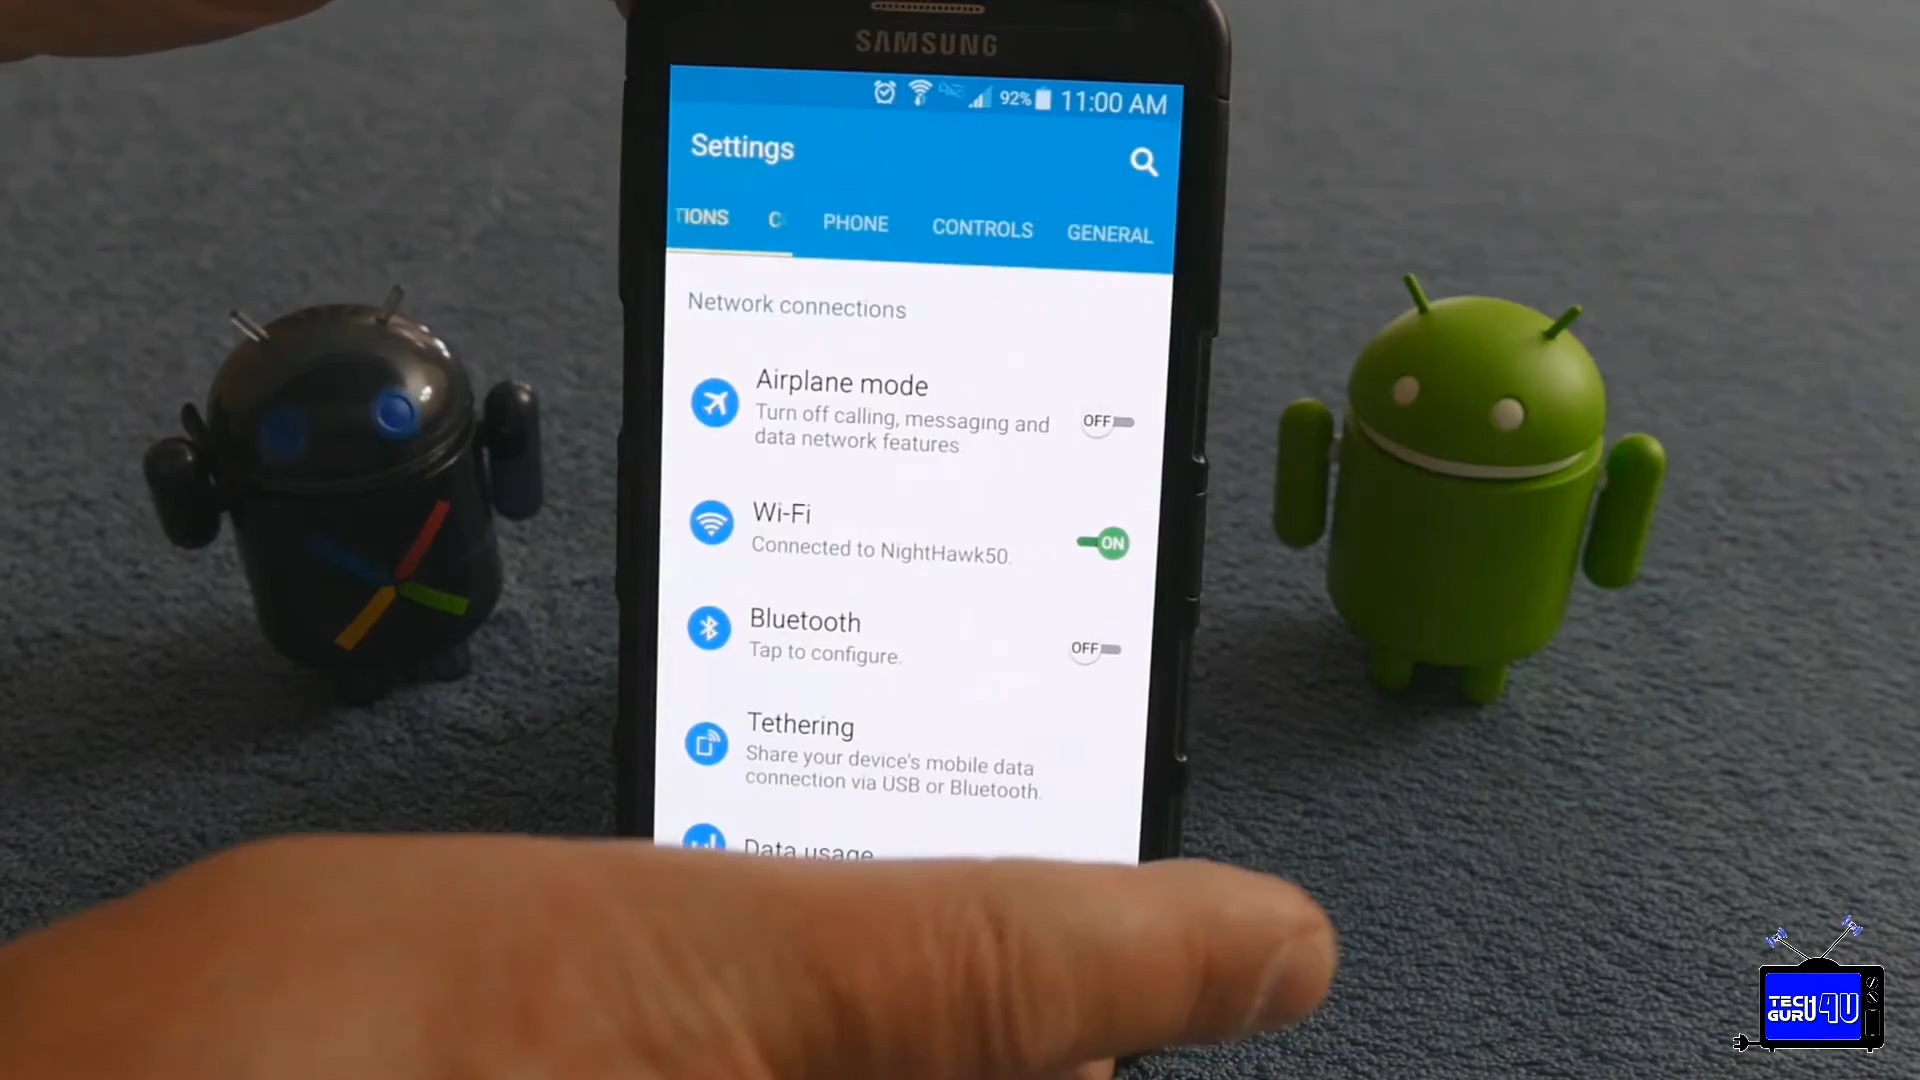 SAMSUNG
92% 11:00 AM
Settings
TIONS PHONE CONTROLS GENERAL
Network connections
Airplane mode
Turn off calling, messaging and
data network features.
OFF
Wi-Fi
Connected to NightHawk50.
ON
Bluetooth
Tap to configure.
OFF
Tethering
Share your device's mobile data
connection via USB or Bluetooth.
Data usage
TECH
GURU4U